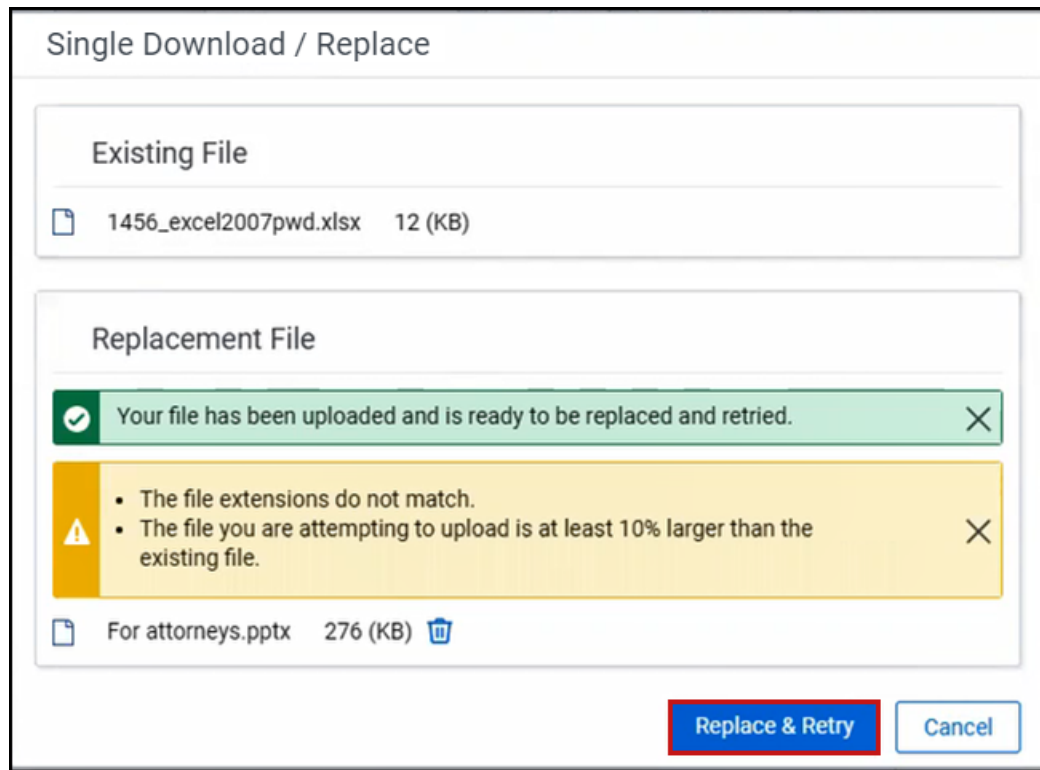 Single Download / Replace
Existing File
1456_excel2007pwd.xlsx 12 (KB)
Replacement File
Your file has been uploaded and is ready to be replaced and retried.
• The file extensions do not match.
• The file you are attempting to upload is at least 10% larger than the
existing file.
For attorneys.pptx 276 (KB)
Replace & Retry Cancel